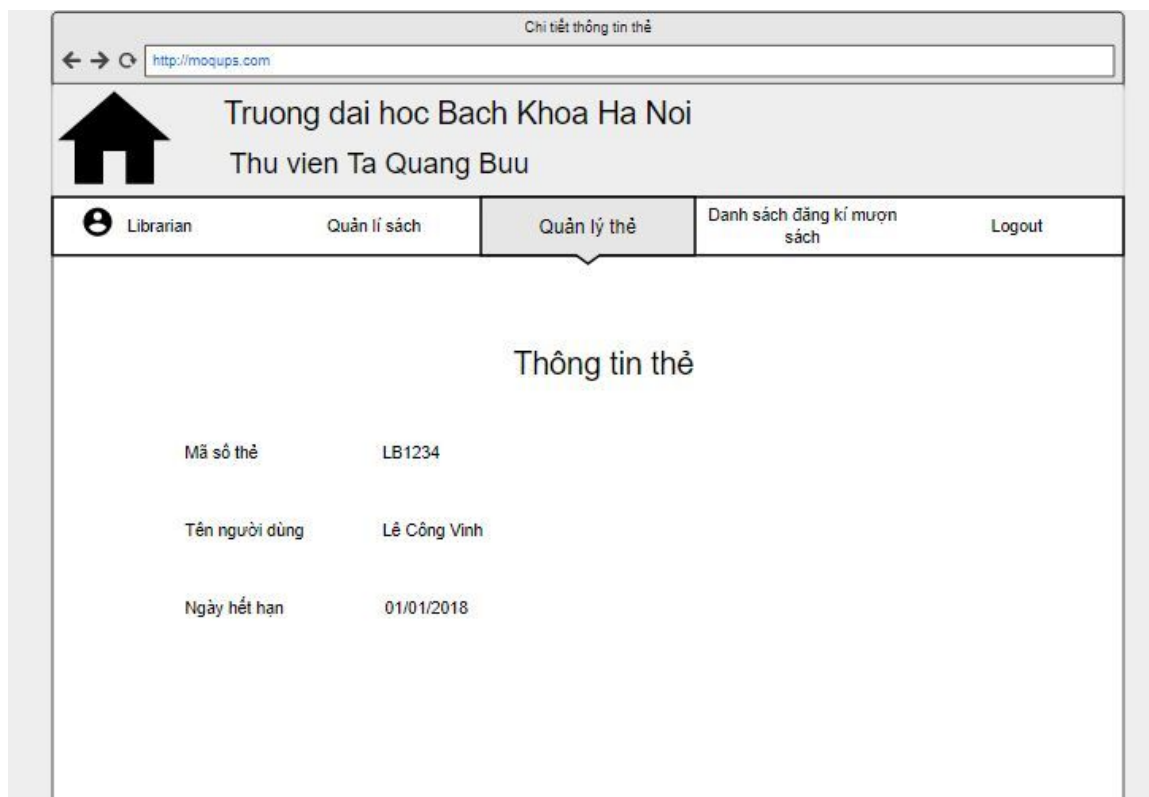 Chi tiết thông tin thẻ
http://moqups.com
Truong dai hoc Bach Khoa Ha Noi
Thu vien Ta Quang Buu
Librarian
Quản lí sách
Quản lý thẻ
Danh sách đăng kí mượn
sách
Logout
Thông tin thẻ
Mã số thẻ LB1234
Tên người dùng Lê Công Vinh
Ngày hết hạn 01/01/2018